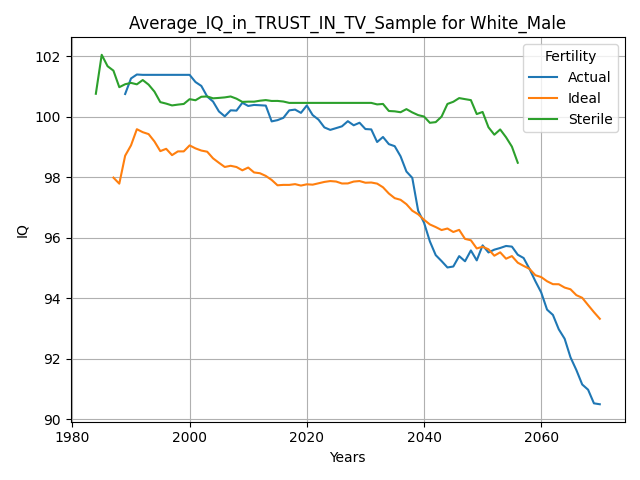 Average_IQ_in_TRUST_IN_TV_Sample for White_Male
102
100
98
96
94
92
90
IQ
Fertility
Actual
Ideal
Sterile
1980
2000
2020
2040
2060
Years